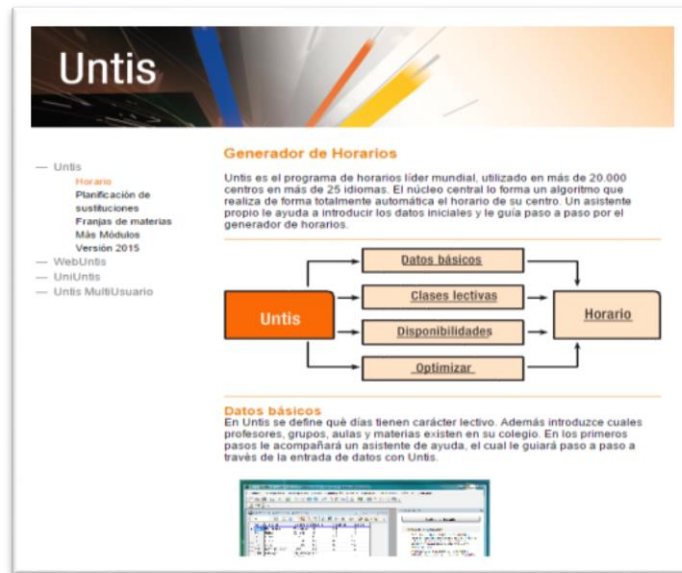 Untis
— Untis
Horario
Planificación de
sustituciones
Franjas de materias
Más Módulos
Versión 2015
— WebUntis
— UniUntis
— Untis MultiUsuario
Generador de Horarios
Untis es el programa de horarios líder mundial, utilizado en más de 20.000
centros en más de 25 idiomas. El núcleo central lo forma un algoritmo que
realiza de forma totalmente automática el horario de su centro. Un asistente
propio le ayuda a introducir los datos iniciales y le guía paso a paso por el
generador de horarios.
Untis
Datos básicos
Clases lectivas
Disponibilidades
Optimizar
Horario
Datos básicos
En Untis se define qué días tienen carácter lectivo. Además introduzce cuales
profesores, grupos, aulas y materias existen en su colegio. En los primeros
pasos le acompañará un asistente de ayuda, el cual le guiará paso a paso a
través de la entrada de datos con Untis.